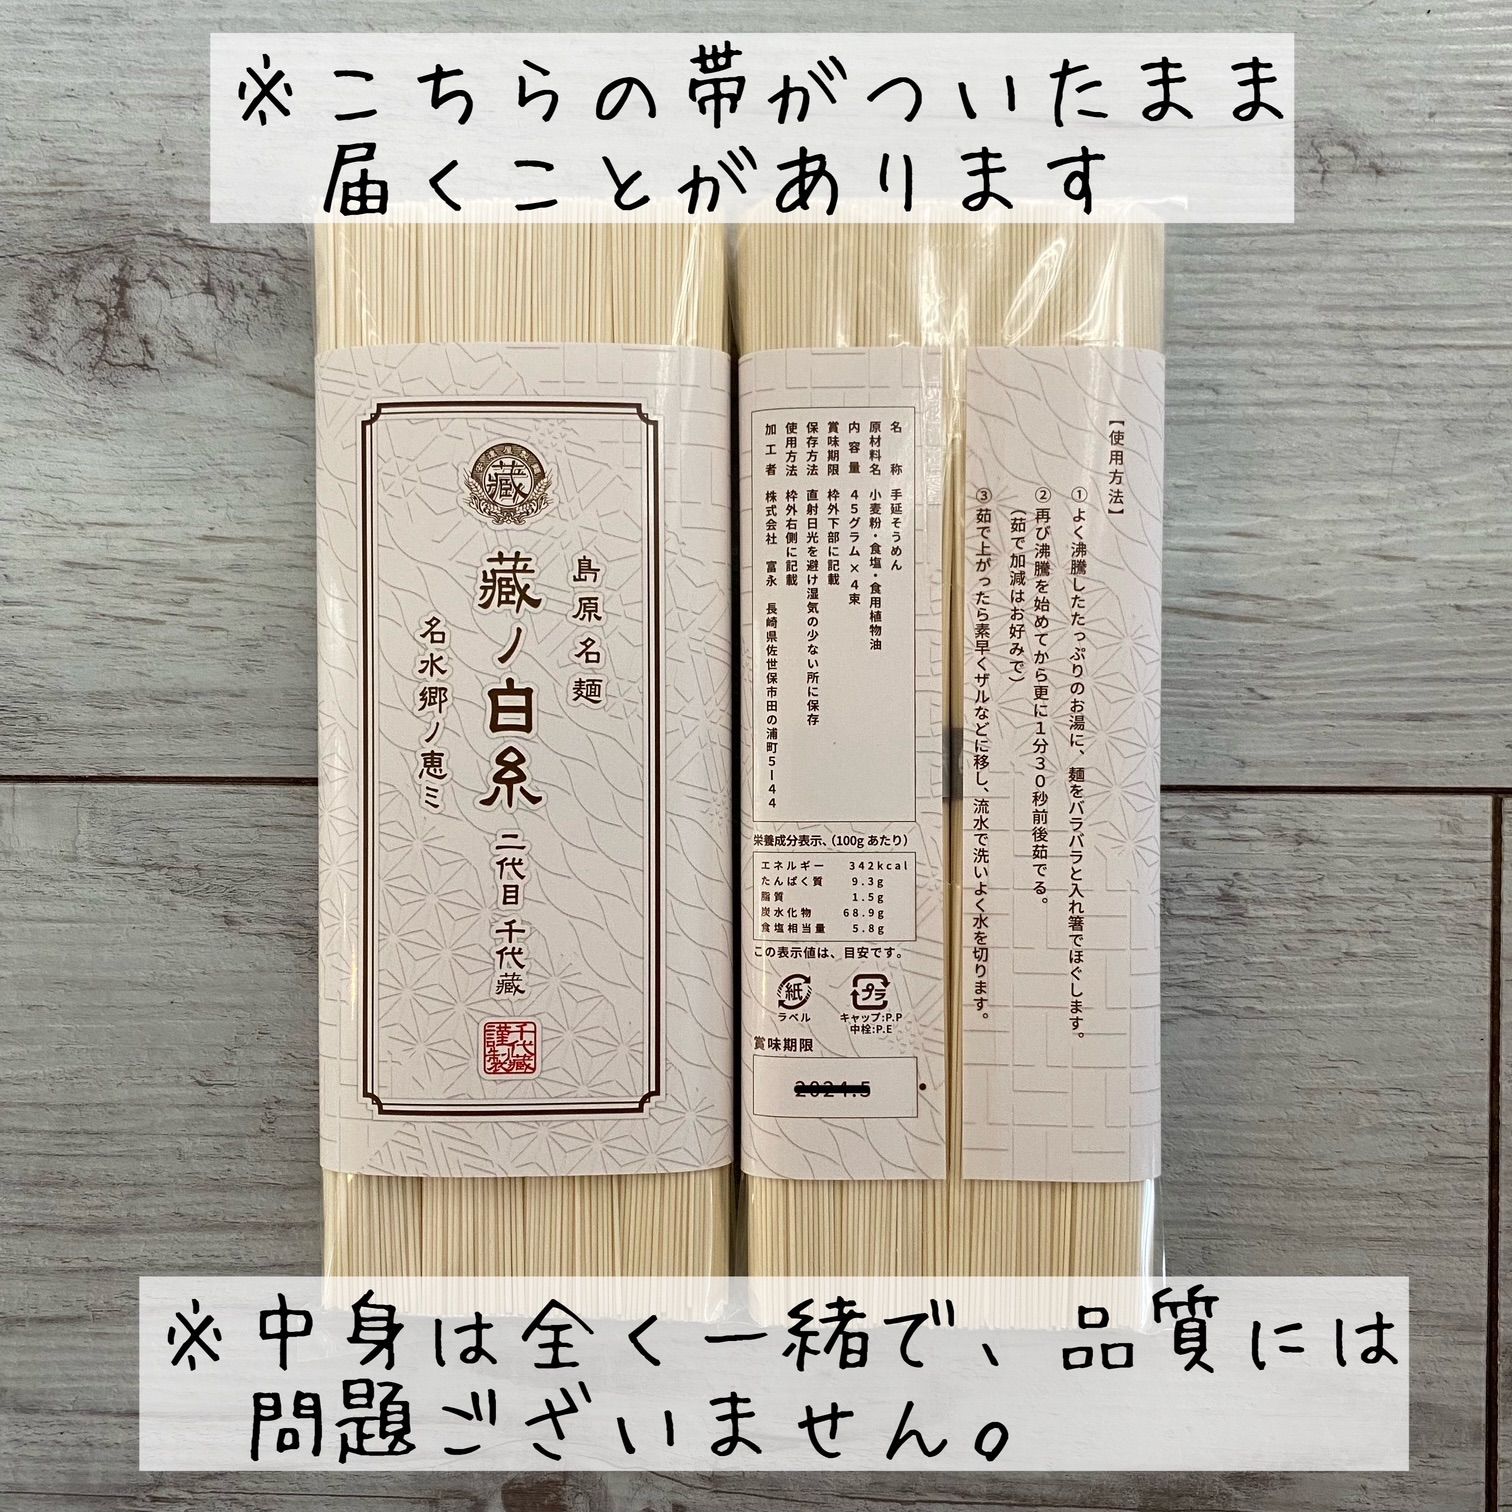 ※こちらの帯がついたまま
届くことがあります
藏
島原名麺
藏ノ白糸 二代目 千代藏
名水郷ノ恵ミ
千代藏
謹製
名称 手延そうめん
原材料名 小麦粉・食塩・食用植物油
内容量 45グラム×4束
賞味期限 枠外下部に記載
保存方法 直射日光を避け湿気の少ない所に保存
使用方法 枠外右側に記載
加工者 株式会社 富永 長崎県佐世保市田の浦町5ー44
栄養成分表示、(100gあたり)
エネルギー 342kcal
たんぱく質 9.3g
脂質 1.5g
炭水化物 68.9g
食塩相当量 5.8g
この表示値は、目安です。
紙
ラベル
プラ
キャップ:P.P
中栓:P.E
賞味期限
2024.5
【使用方法】
①よく沸騰したたっぷりのお湯に、麺をバラバラと入れ箸でほぐします。
②再び沸騰を始めてから更に1分30秒前後茹でる。
(茹で加減はお好みで)
③茹で上がったら素早くザルなどに移し、流水で洗いよく水を切ります。
※中身は全く一緒で、品質には
問題ございません。